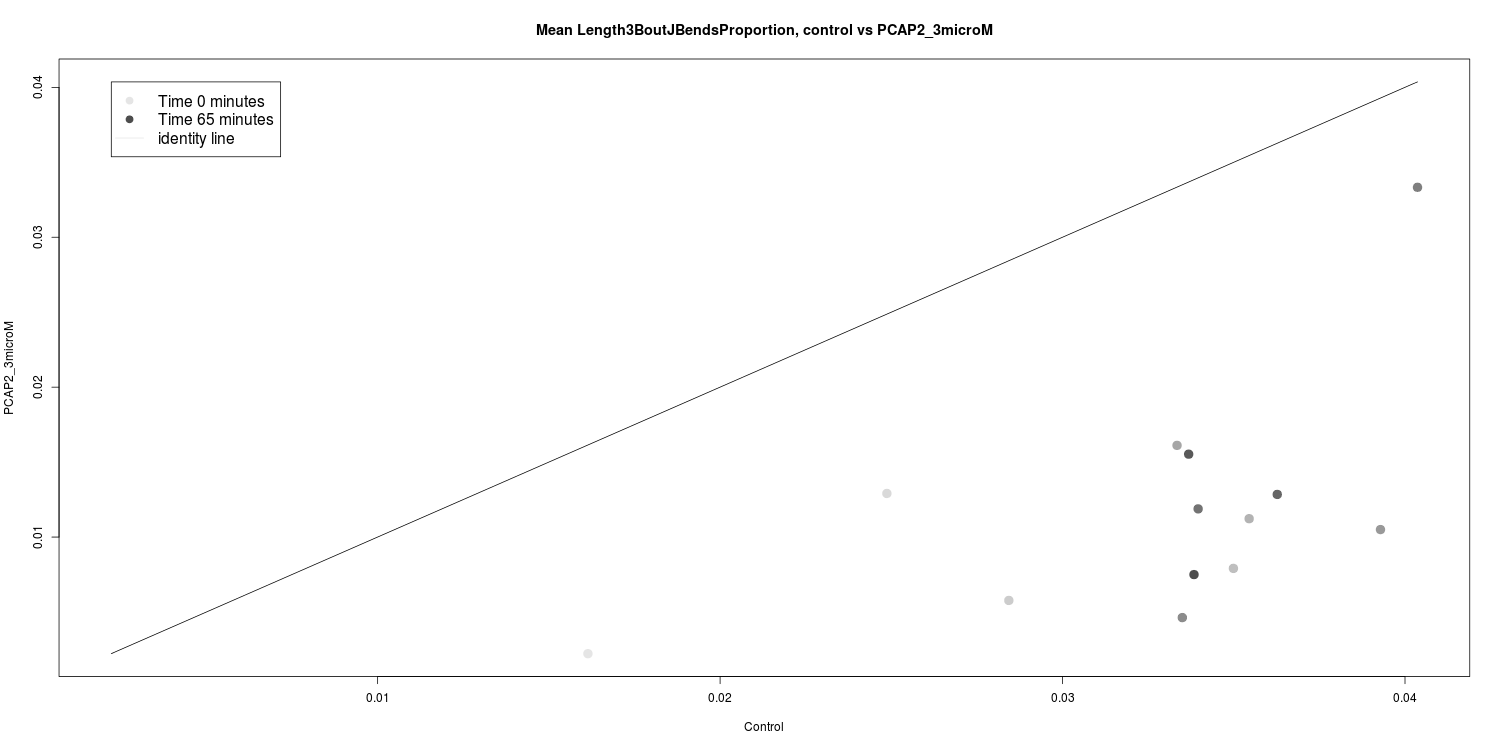 Mean Length3BoutJBendsProportion, control vs PCAP2_3microM
Time 0 minutes
Time 65 minutes
identity line
0.04
0.03
0.02
0.01
PCAP2_3microM
0.01
0.02
0.03
0.04
Control